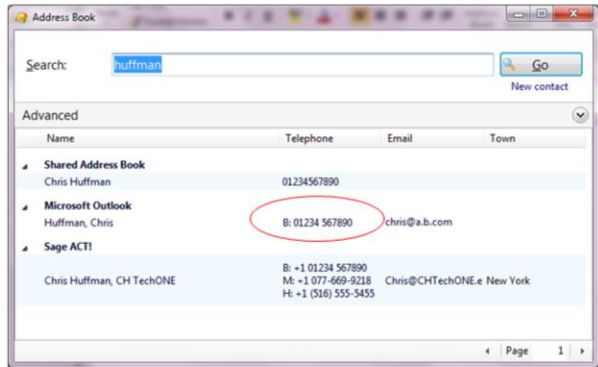 Address Book
Search: huffman Go
New contact
Advanced
Name Telephone Email Town
Shared Address Book
Chris Huffman 01234567890
Microsoft Outlook
Huffman, Chris B: 01234 567890 chris@a.b.com
Sage ACT!
B: +1 01234 567890
Chris Huffman, CH TechONE M: +1 077-669-9218 Chris@CHTechONE.e New York
H: +1 (516) 555-5455
Page 1